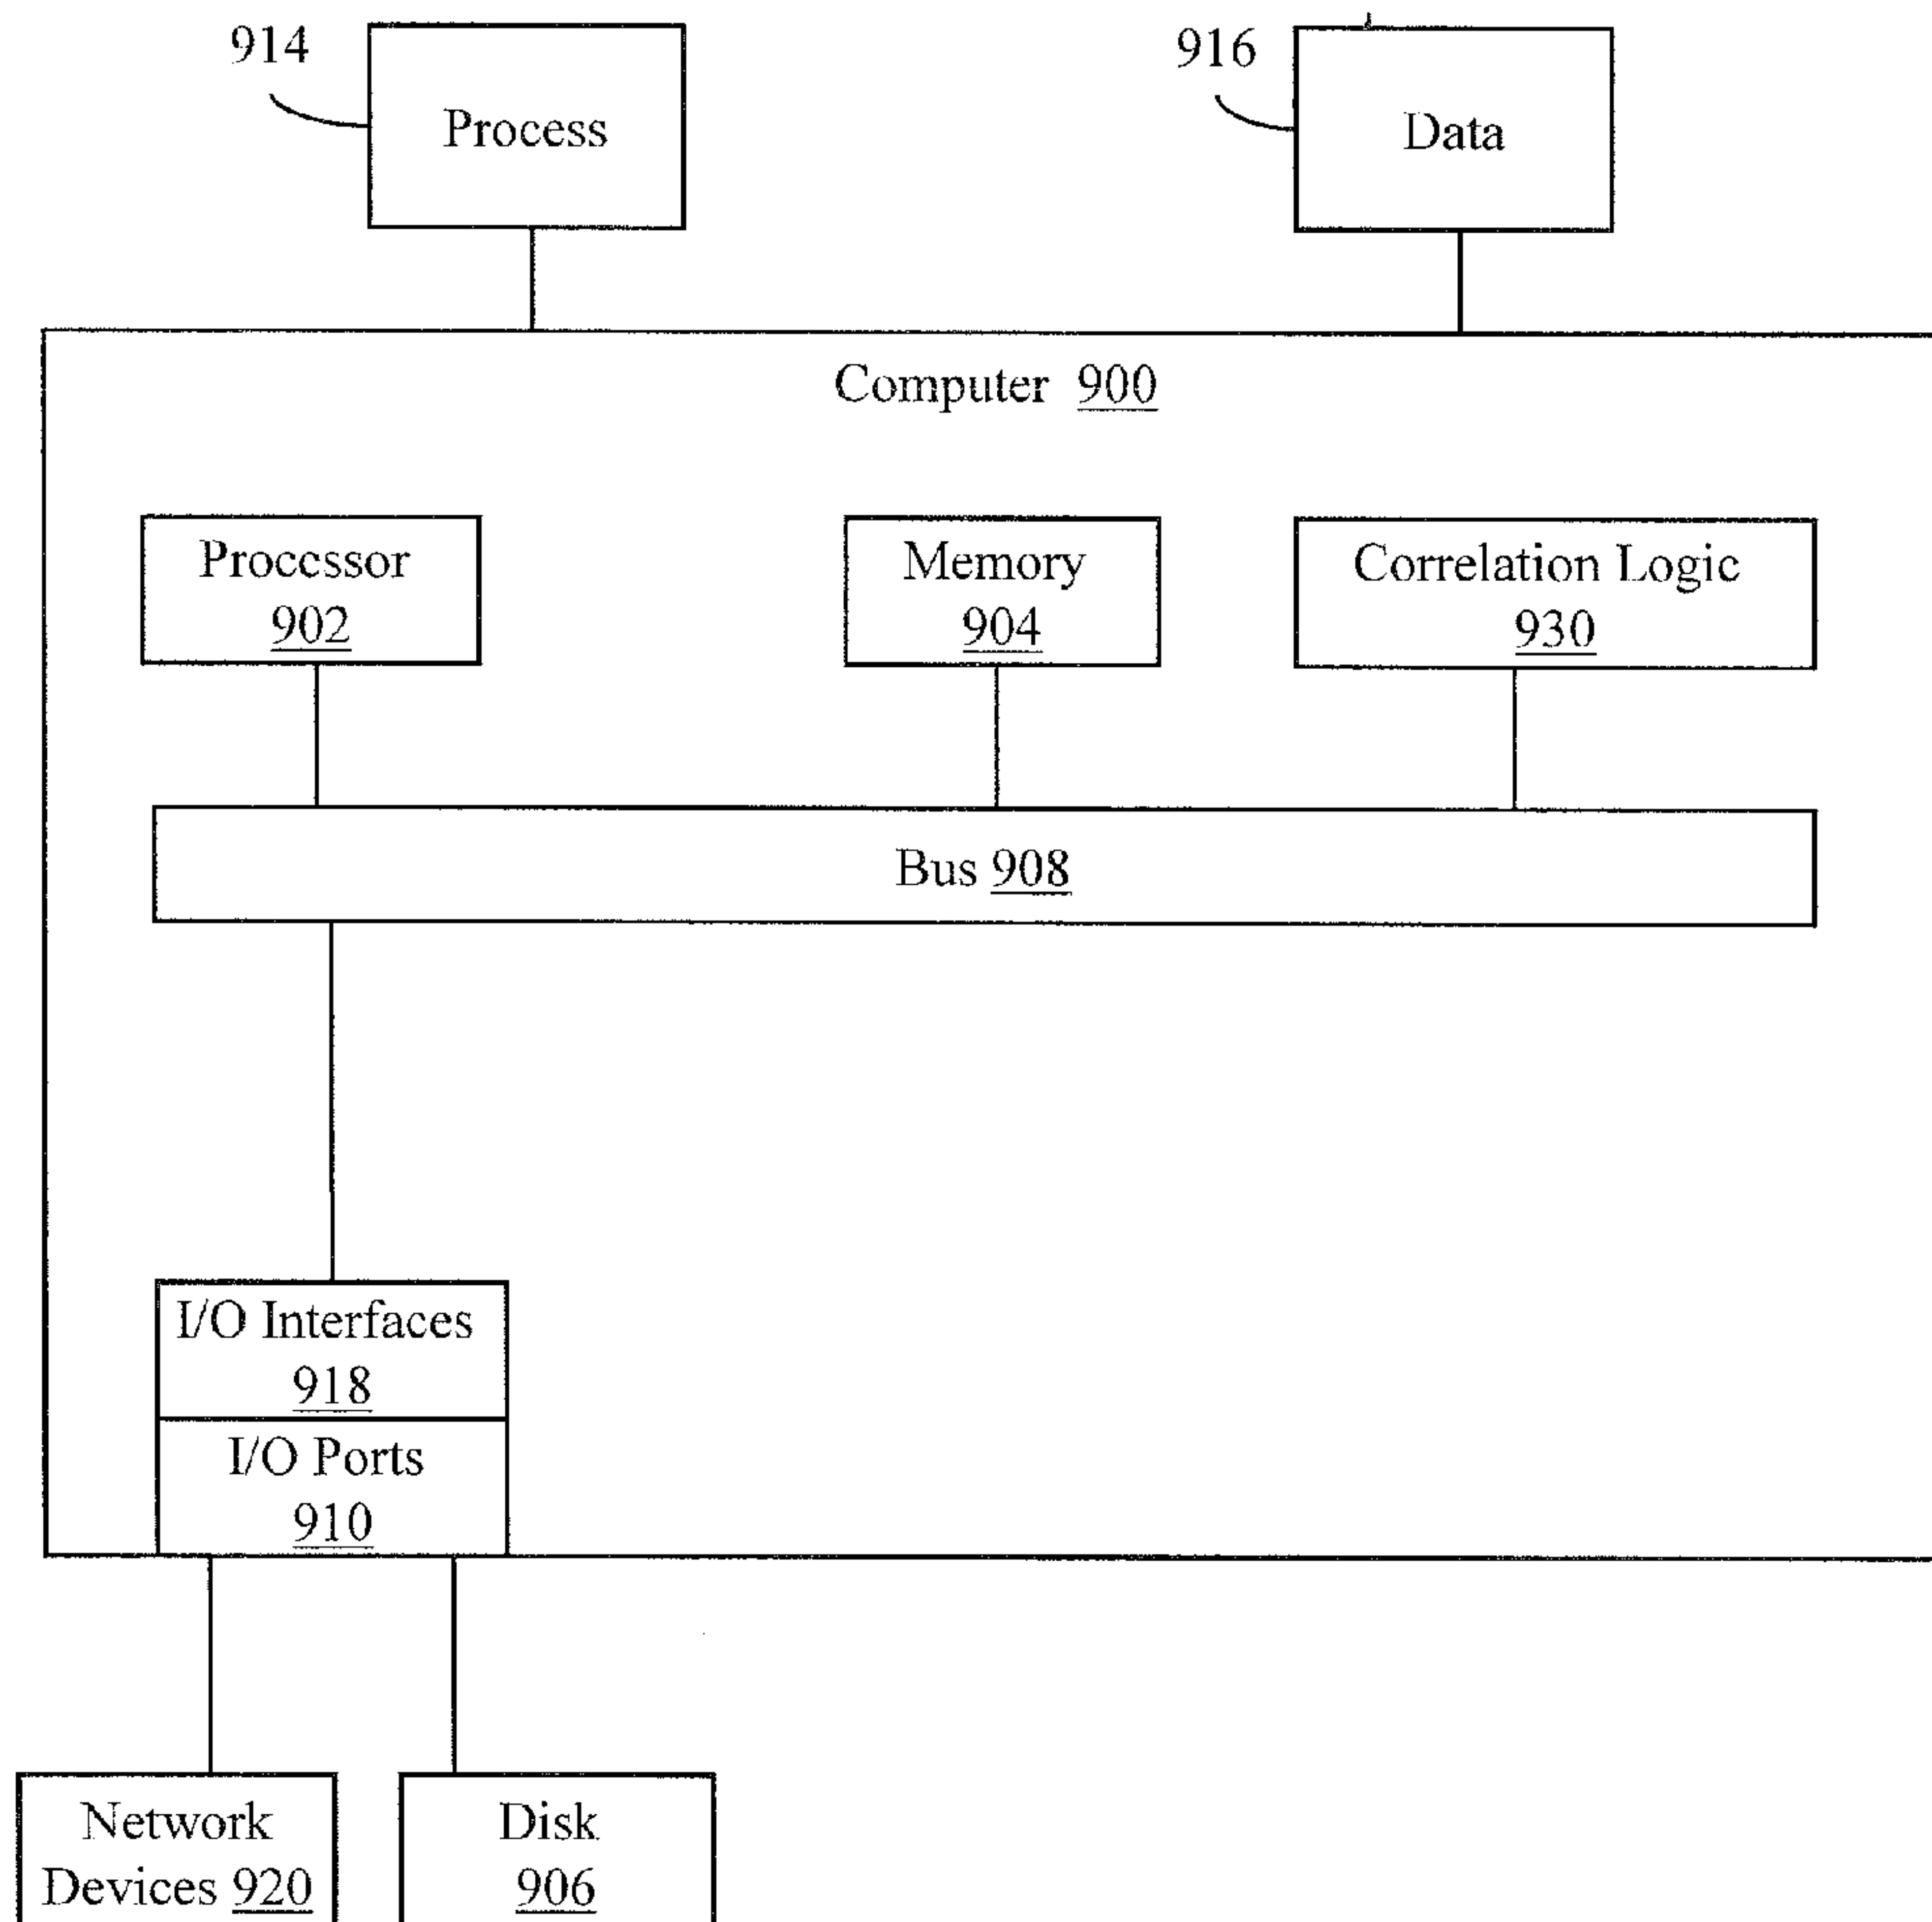 914
Process
916
Data
Computer 900
Processor
902
Memory
904
Correlation Logic
930
Bus 908
I/O Interfaces
918
I/O Ports
910
Network
Devices 920
Disk
906